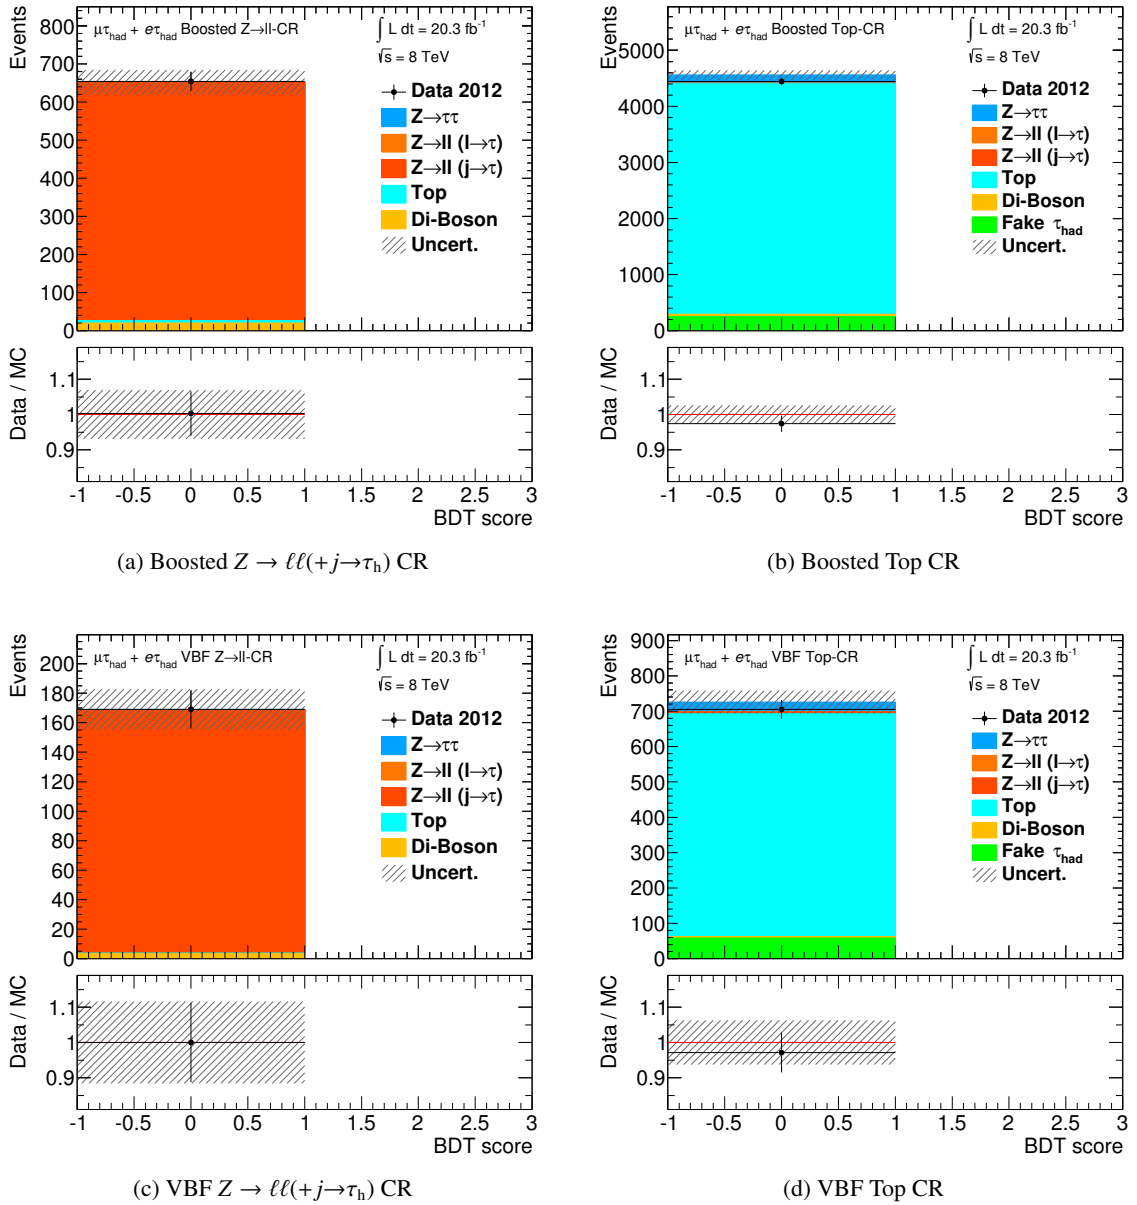 Events
800
700
600
500
400
300
200
100
0
μτhad + eτhad Boosted Z→ll-CR
∫ L dt = 20.3 fb-1
√s = 8 TeV
Data 2012
Z→ττ
Z→ll (l→τ)
Z→ll (j→τ)
Top
Di-Boson
Uncert.
Data / MC
1.1
1
0.9
-1 -0.5 0 0.5 1 1.5 2 2.5 3
BDT score
(a) Boosted Z → ℓℓ(+j→τh) CR
Events
5000
4000
3000
2000
1000
0
μτhad + eτhad Boosted Top-CR
∫ L dt = 20.3 fb-1
√s = 8 TeV
Data 2012
Z→ττ
Z→ll (l→τ)
Z→ll (j→τ)
Top
Di-Boson
Fake τhad
Uncert.
Data / MC
1.1
1
0.9
-1 -0.5 0 0.5 1 1.5 2 2.5 3
BDT score
(b) Boosted Top CR
Events
200
180
160
140
120
100
80
60
40
20
0
μτhad + eτhad VBF Z→ll-CR
∫ L dt = 20.3 fb-1
√s = 8 TeV
Data 2012
Z→ττ
Z→ll (l→τ)
Z→ll (j→τ)
Top
Di-Boson
Uncert.
Data / MC
1.1
1
0.9
-1 -0.5 0 0.5 1 1.5 2 2.5 3
BDT score
(c) VBF Z → ℓℓ(+j→τh) CR
Events
900
800
700
600
500
400
300
200
100
0
μτhad + eτhad VBF Top-CR
∫ L dt = 20.3 fb-1
√s = 8 TeV
Data 2012
Z→ττ
Z→ll (l→τ)
Z→ll (j→τ)
Top
Di-Boson
Fake τhad
Uncert.
Data / MC
1.1
1
0.9
-1 -0.5 0 0.5 1 1.5 2 2.5 3
BDT score
(d) VBF Top CR